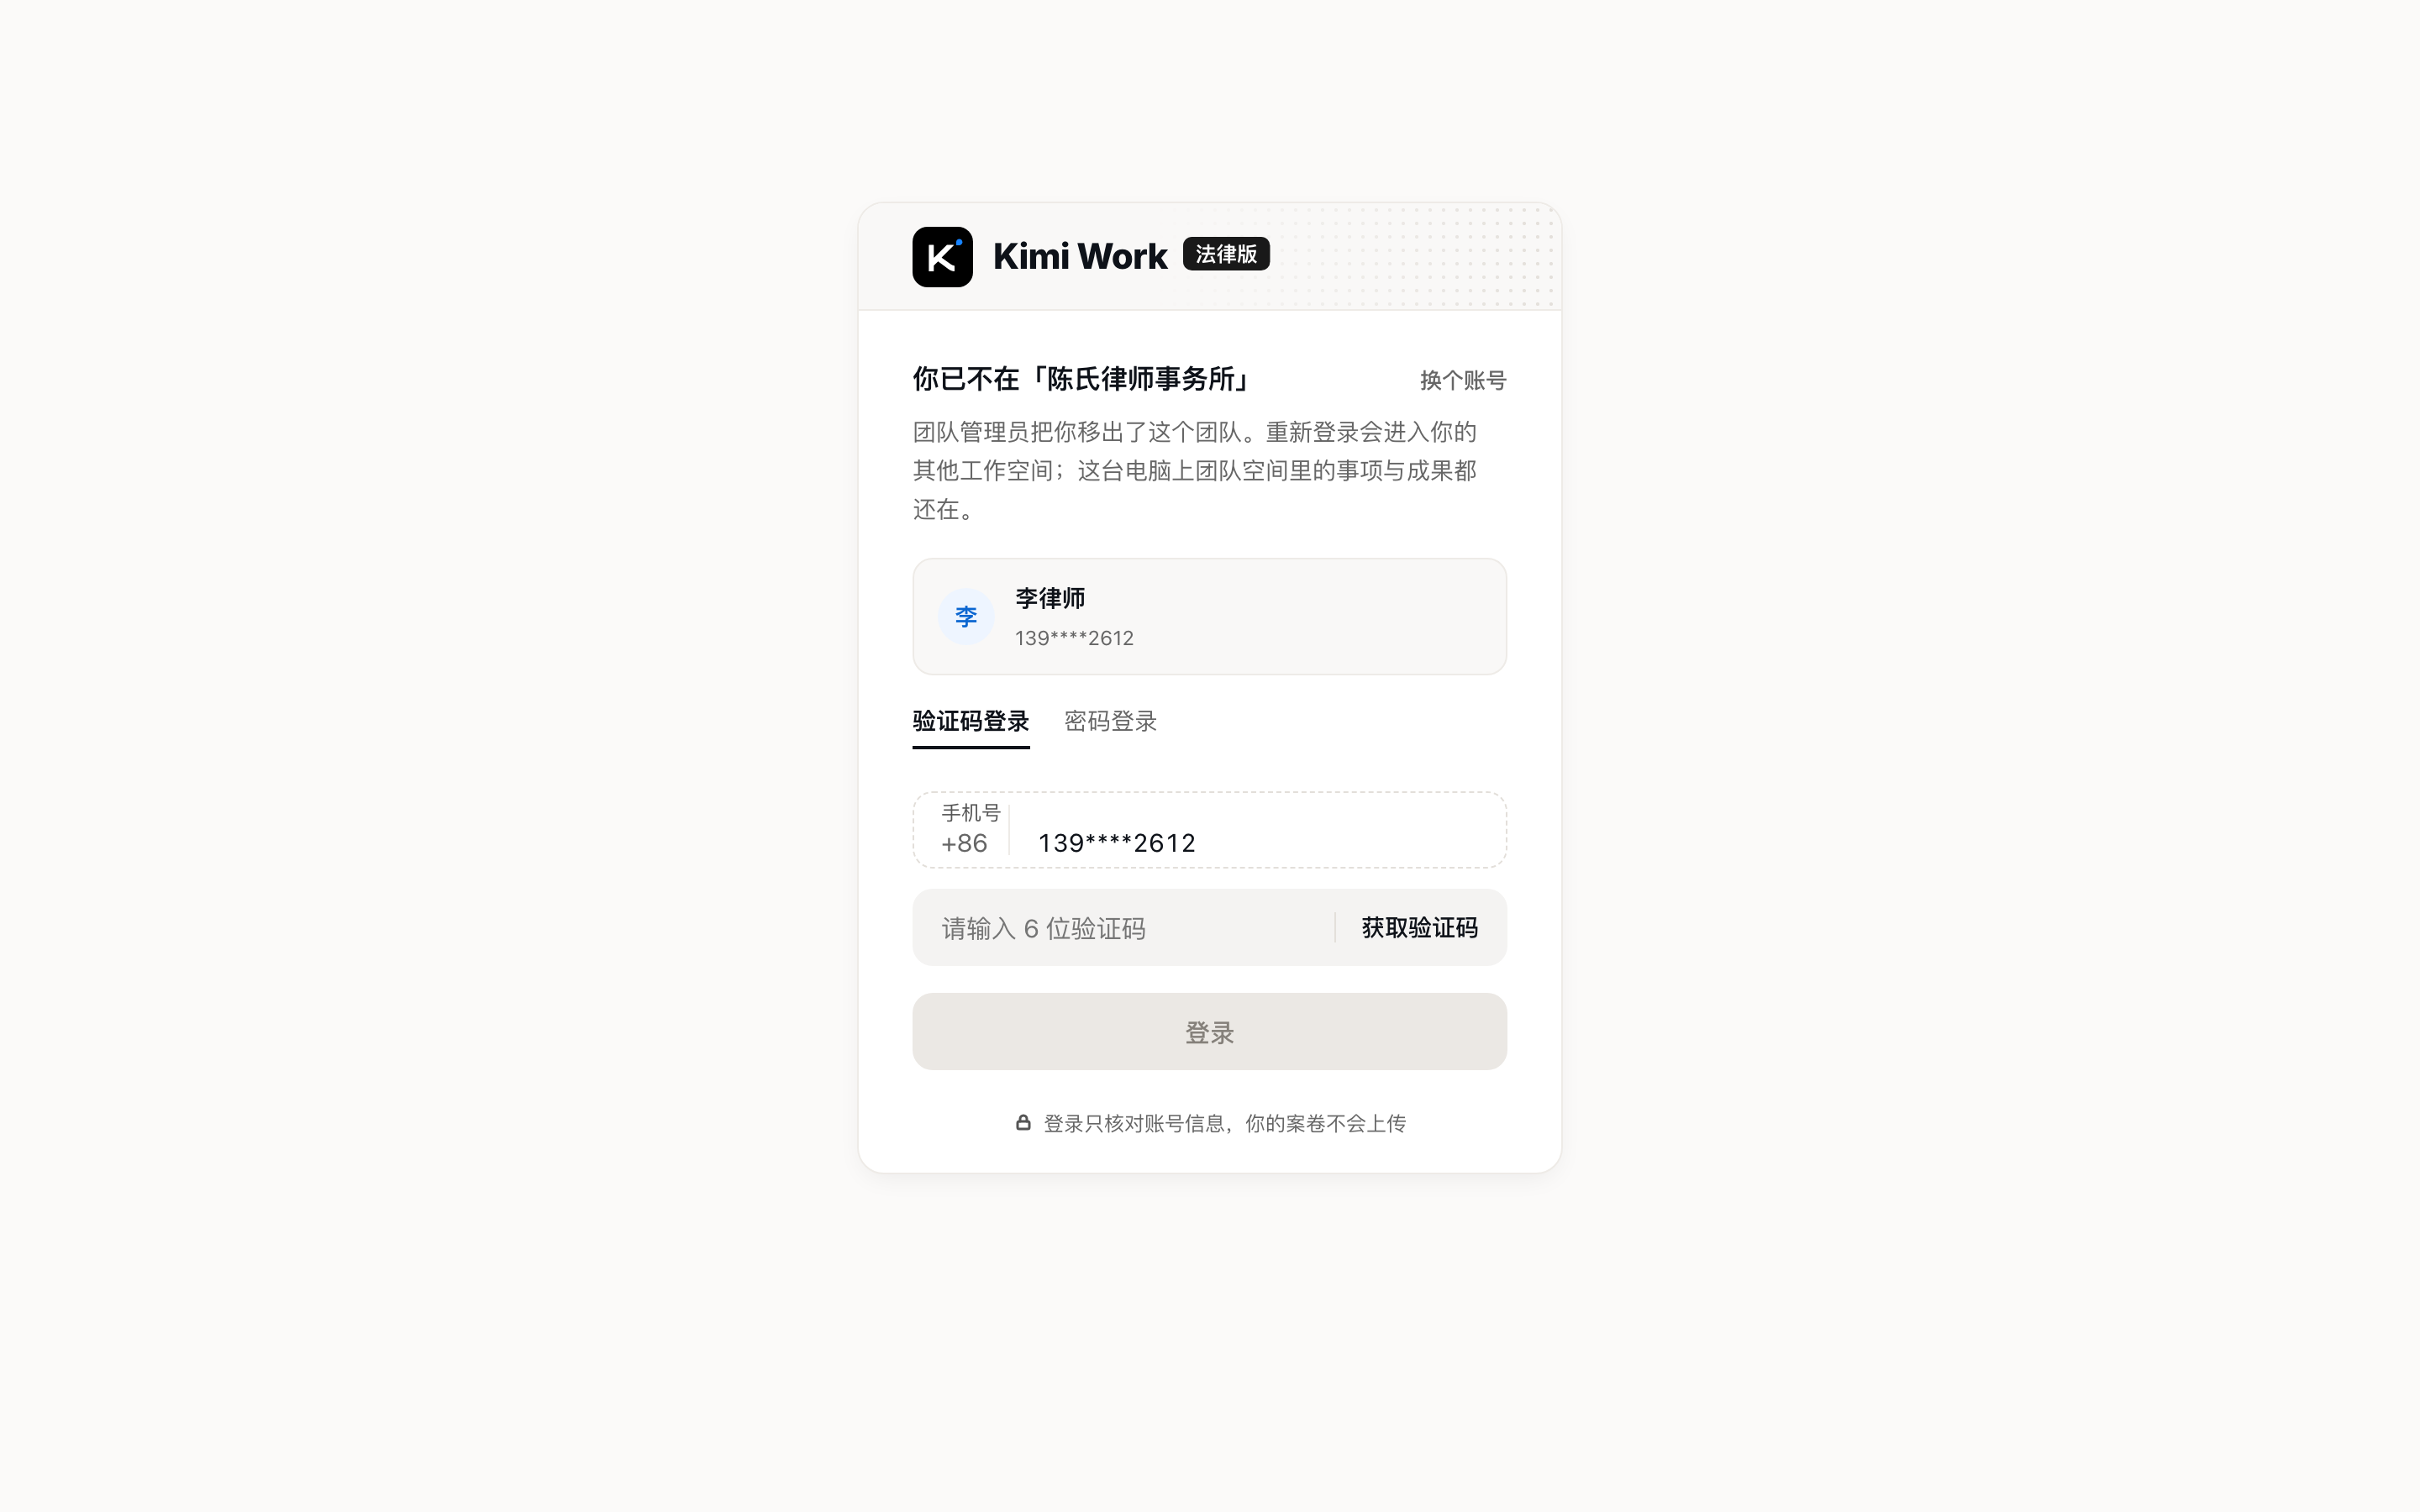 Kimi Work 法律版
你已不在「陈氏律师事务所」 换个账号
团队管理员把你移出了这个团队。重新登录会进入你的
其他工作空间；这台电脑上团队空间里的事项与成果都
还在。
李 李律师
139****2612
验证码登录 密码登录
手机号
+86 139****2612
请输入 6 位验证码 获取验证码
登录
登录只核对账号信息，你的案卷不会上传